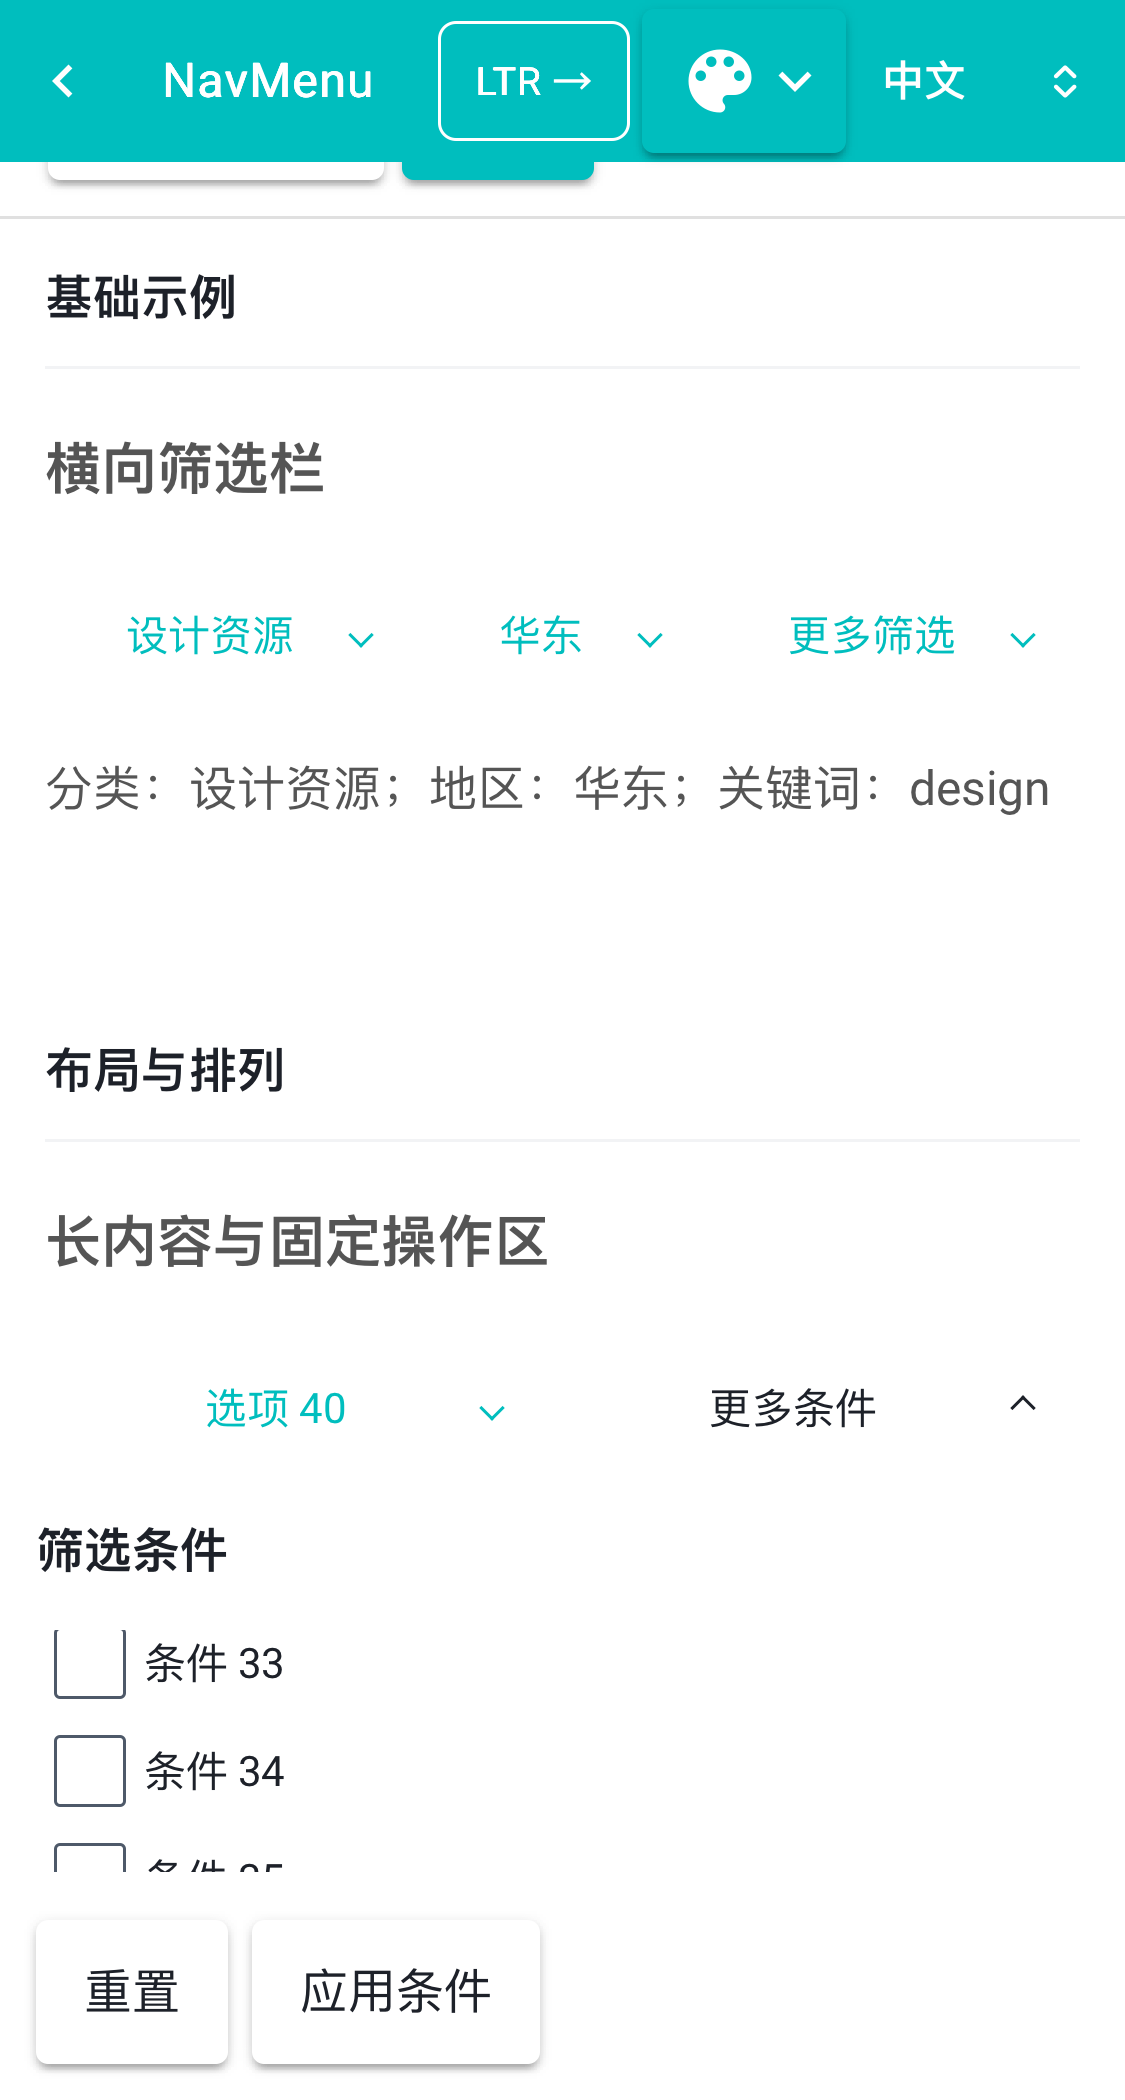 NavMenu
LTR →
中文
基础示例
横向筛选栏
设计资源 华东 更多筛选
分类：设计资源；地区：华东；关键词：design
布局与排列
长内容与固定操作区
选项 40 更多条件
筛选条件
条件 33
条件 34
条件 35
重置 应用条件